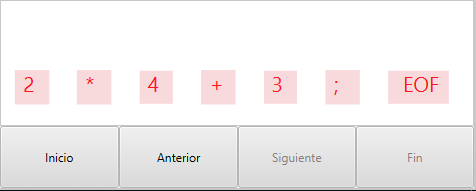 2 * 4 + 3 ; EOF
Inicio Anterior Siguiente Fin